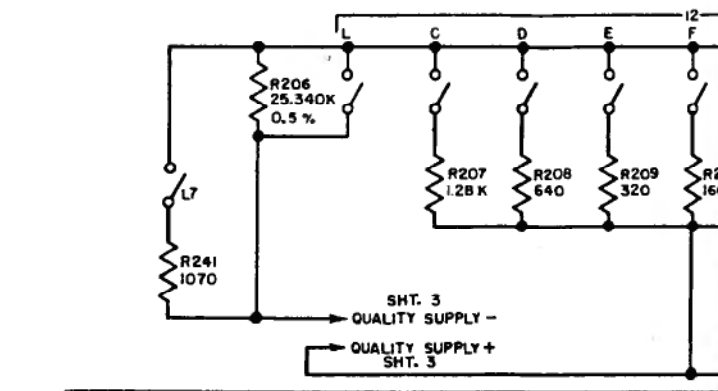 12
L C D E F
R206
25.340K
0.5 %
R207
1.28 K
R208
640
R209
320
L7
R241
1070
SHT. 3
QUALITY SUPPLY −
QUALITY SUPPLY +
SHT. 3